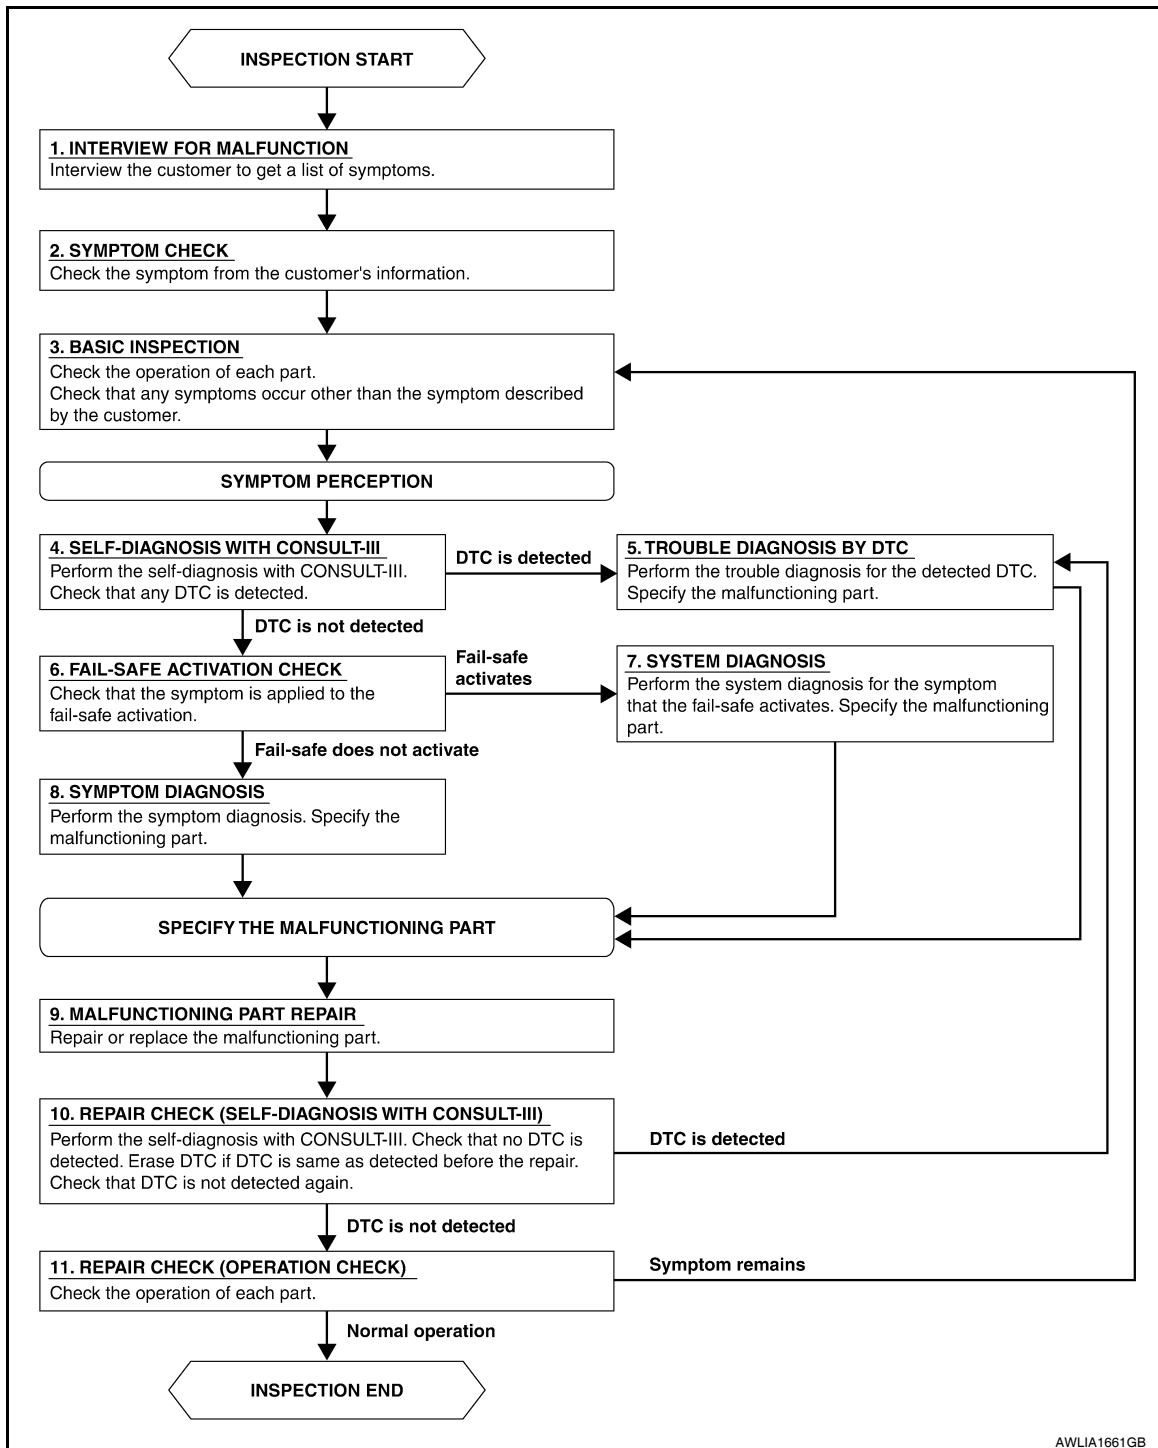 INSPECTION START
1. INTERVIEW FOR MALFUNCTION
Interview the customer to get a list of symptoms.
2. SYMPTOM CHECK
Check the symptom from the customer's information.
3. BASIC INSPECTION
Check the operation of each part.
Check that any symptoms occur other than the symptom described
by the customer.
SYMPTOM PERCEPTION
4. SELF-DIAGNOSIS WITH CONSULT-III
Perform the self-diagnosis with CONSULT-III.
Check that any DTC is detected.
DTC is detected
5. TROUBLE DIAGNOSIS BY DTC
Perform the trouble diagnosis for the detected DTC.
Specify the malfunctioning part.
DTC is not detected
6. FAIL-SAFE ACTIVATION CHECK
Check that the symptom is applied to the
fail-safe activation.
Fail-safe
activates
7. SYSTEM DIAGNOSIS
Perform the system diagnosis for the symptom
that the fail-safe activates. Specify the malfunctioning
part.
Fail-safe does not activate
8. SYMPTOM DIAGNOSIS
Perform the symptom diagnosis. Specify the
malfunctioning part.
SPECIFY THE MALFUNCTIONING PART
9. MALFUNCTIONING PART REPAIR
Repair or replace the malfunctioning part.
10. REPAIR CHECK (SELF-DIAGNOSIS WITH CONSULT-III)
Perform the self-diagnosis with CONSULT-III. Check that no DTC is
detected. Erase DTC if DTC is same as detected before the repair.
Check that DTC is not detected again.
DTC is detected
DTC is not detected
11. REPAIR CHECK (OPERATION CHECK)
Check the operation of each part.
Symptom remains
Normal operation
INSPECTION END
AWLIA1661GB